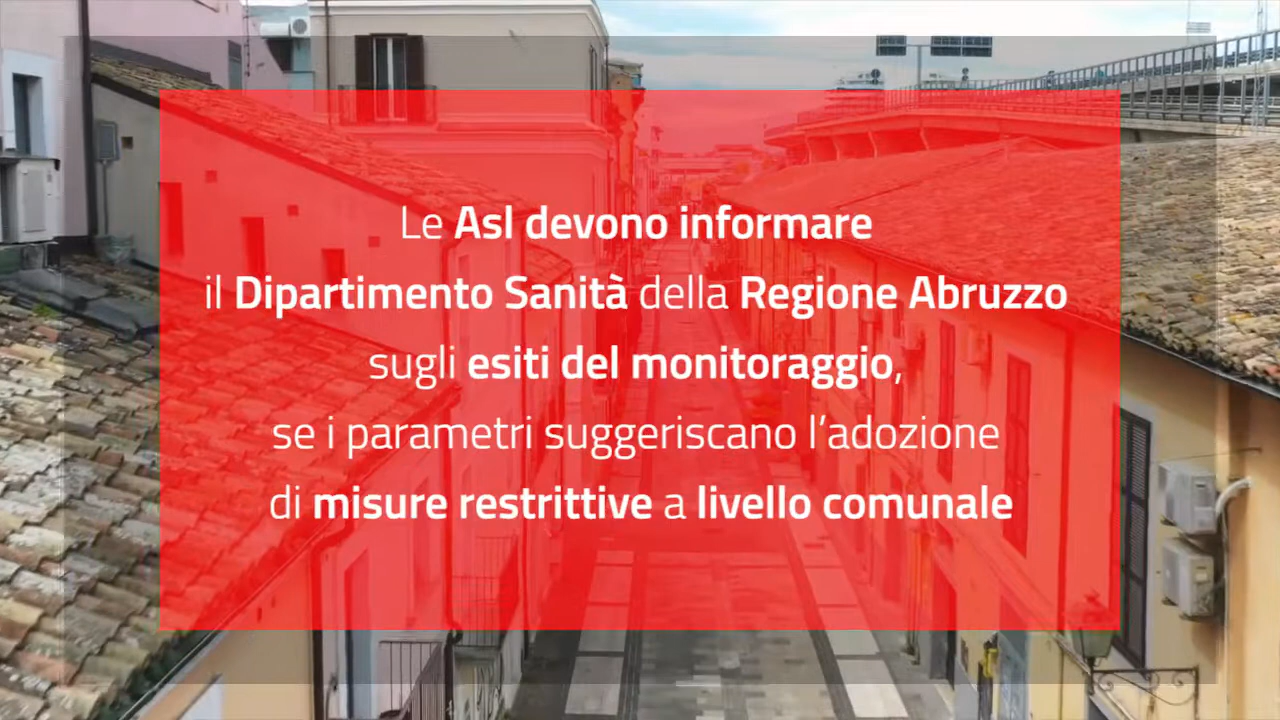 Le Asl devono informare
il Dipartimento Sanità della Regione Abruzzo
sugli esiti del monitoraggio,
se i parametri suggeriscano l’adozione
di misure restrittive a livello comunale